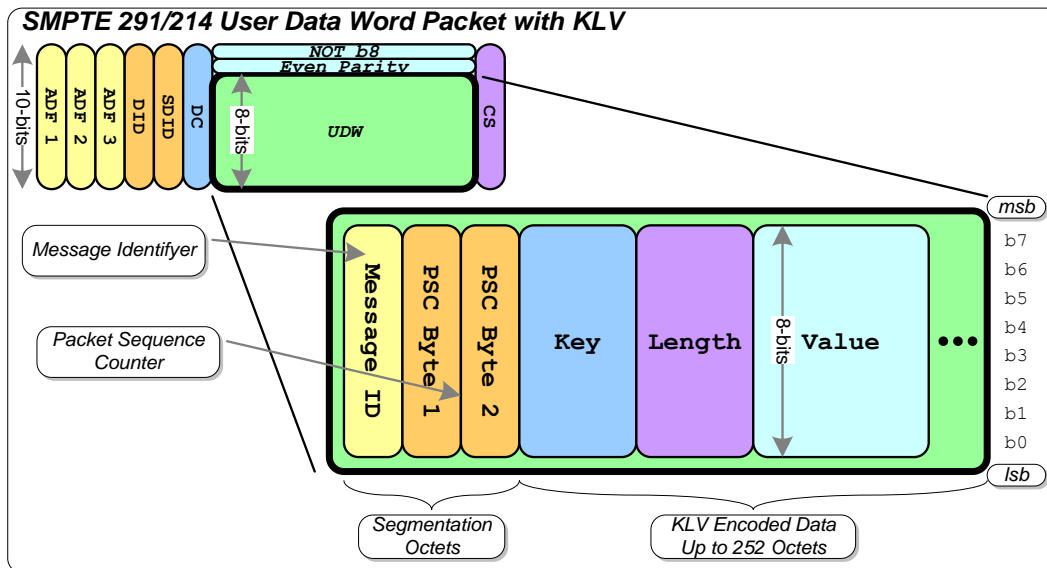 SMPTE 291/214 User Data Word Packet with KLV
10-bits
ADF 1
ADF 2
ADF 3
DID
SDID
DC
NOT b8
Even Parity
8-bits
UDW
CS
msb
Message Identifyer
Packet Sequence
Counter
Message ID
PSC Byte 1
PSC Byte 2
Key
Length
8-bits
Value
•••
b7
b6
b5
b4
b3
b2
b1
b0
lsb
Segmentation
Octets
KLV Encoded Data
Up to 252 Octets